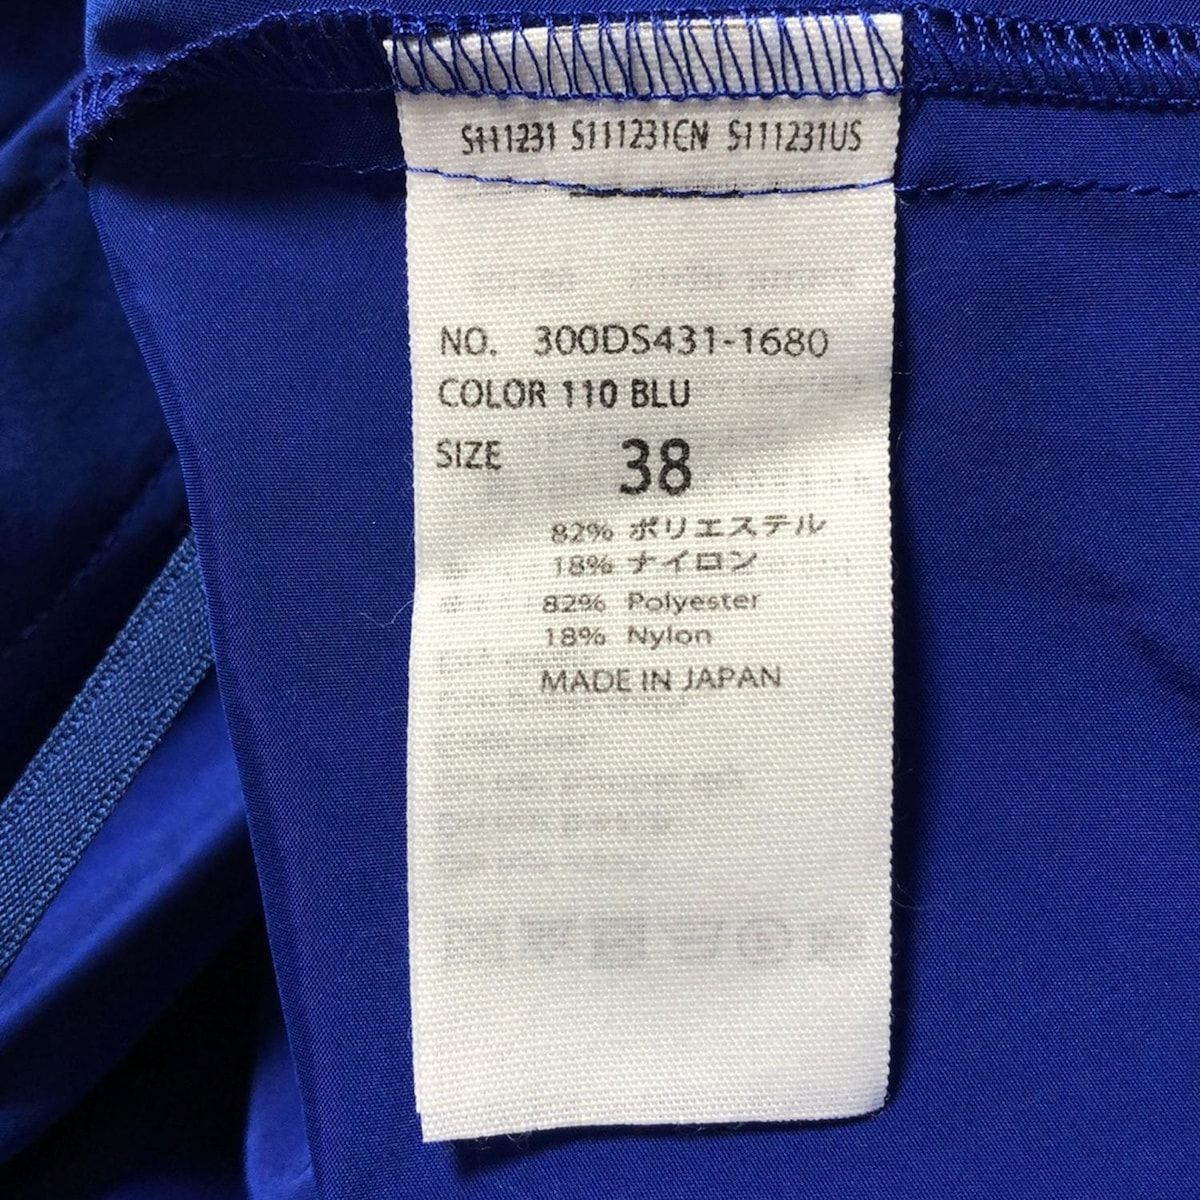 S111231 S111231CN S111231US
NO. 300DS431-1680
COLOR 110 BLU
SIZE 38
82% ポリエステル
18% ナイロン
82% Polyester
18% Nylon
MADE IN JAPAN